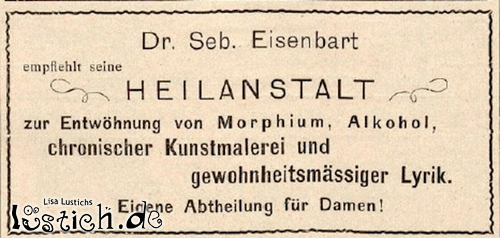 Dr. Seb. Eisenbart
empfiehlt seine
HEILANSTALT
zur Entwöhnung von Morphium, Alkohol,
chronischer Kunstmalerei und
gewohnheitsmässiger Lyrik.
Eigene Abtheilung für Damen!
Lisa Lustichs
lustich.de